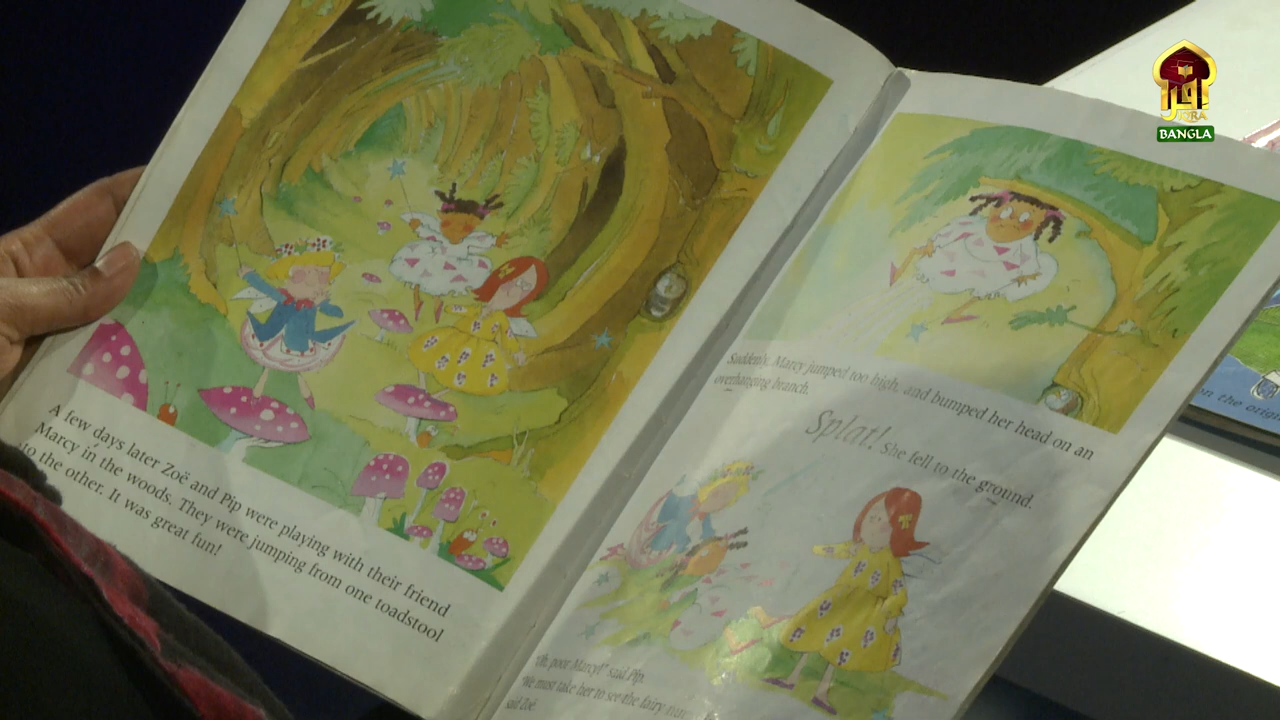 A few days later Zoë and Pip were playing with their friend
Marcy in the woods. They were jumping from one toadstool
to the other. It was great fun!
Suddenly, Marcy jumped too high, and bumped her head on an
overhanging branch.
Splat! She fell to the ground.
"Oh, poor Marcy!" said Pip.
"We must take her to see the fairy
said Zoë.
on the
اقرأ
IQRA
BANGLA